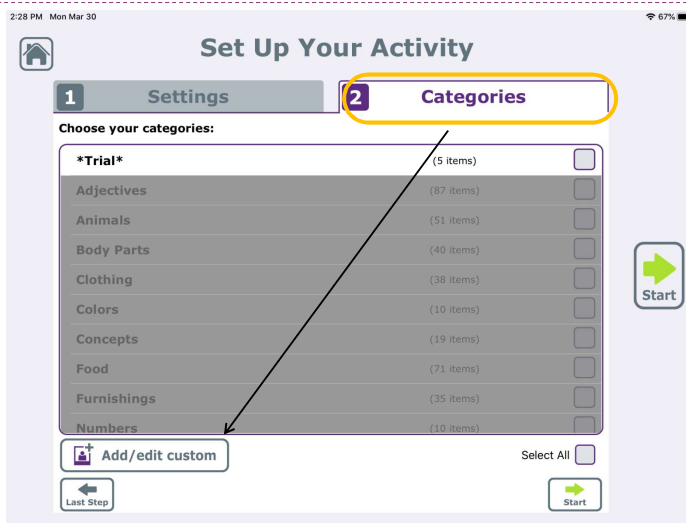 2:28 PM Mon Mar 30 67%
Set Up Your Activity
1 Settings 2 Categories
Choose your categories:
*Trial* (5 items)
Adjectives (87 items)
Animals (51 items)
Body Parts (40 items)
Clothing (38 items)
Colors (10 items)
Concepts (19 items)
Food (71 items)
Furnishings (35 items)
Numbers (10 items)
Start
Add/edit custom Select All
Last Step Start